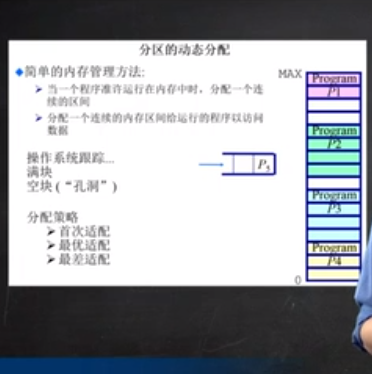 分区的动态分配
◆简单的内存管理方法:
➤ 当一个程序准许运行在内存中时，分配一个连
续的区间
➤ 分配一个连续的内存区间给运行的程序以访问
数据
操作系统跟踪...
满块
空块 (“孔洞”)
分配策略
➤首次适配
➤最优适配
➤最差适配
P5
MAX
Program
P1
Program
P2
Program
P3
Program
P4
0